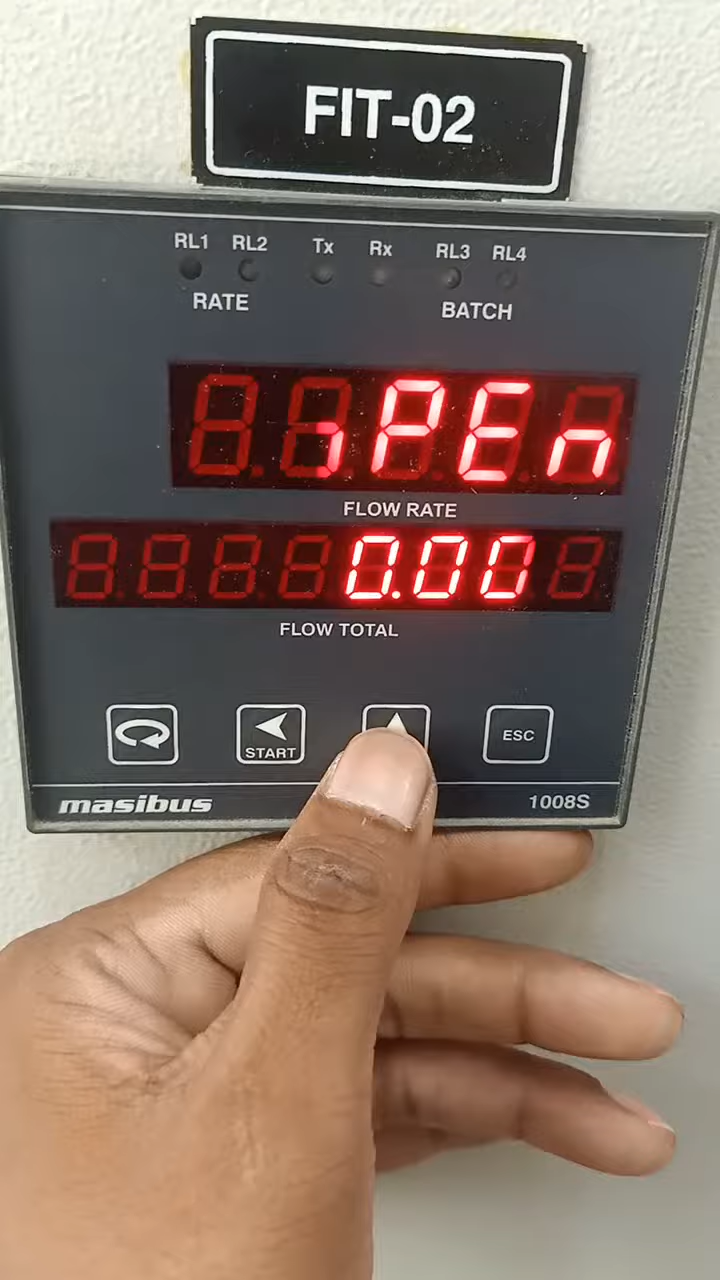 FIT-02
RL1 RL2 Tx Rx RL3 RL4
RATE BATCH
oPEn
FLOW RATE
0.00
FLOW TOTAL
START ESC
masibus 1008S